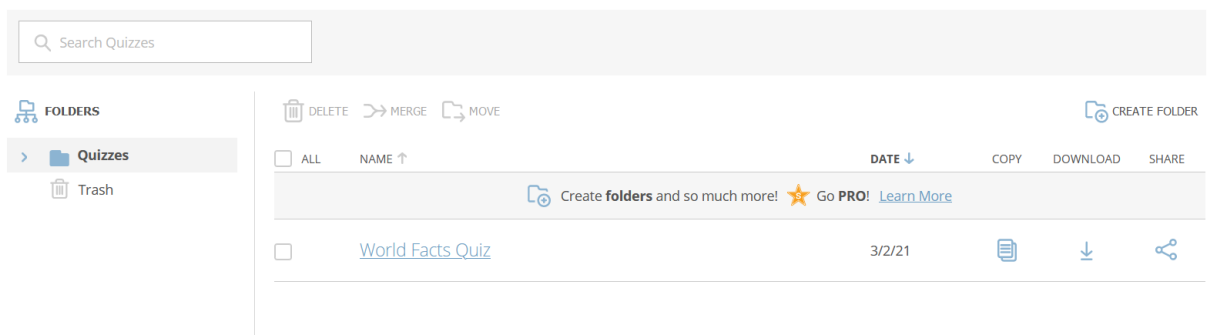 Search Quizzes
FOLDERS
DELETE MERGE MOVE
CREATE FOLDER
Quizzes
Trash
ALL NAME DATE COPY DOWNLOAD SHARE
Create folders and so much more! Go PRO! Learn More
World Facts Quiz 3/2/21